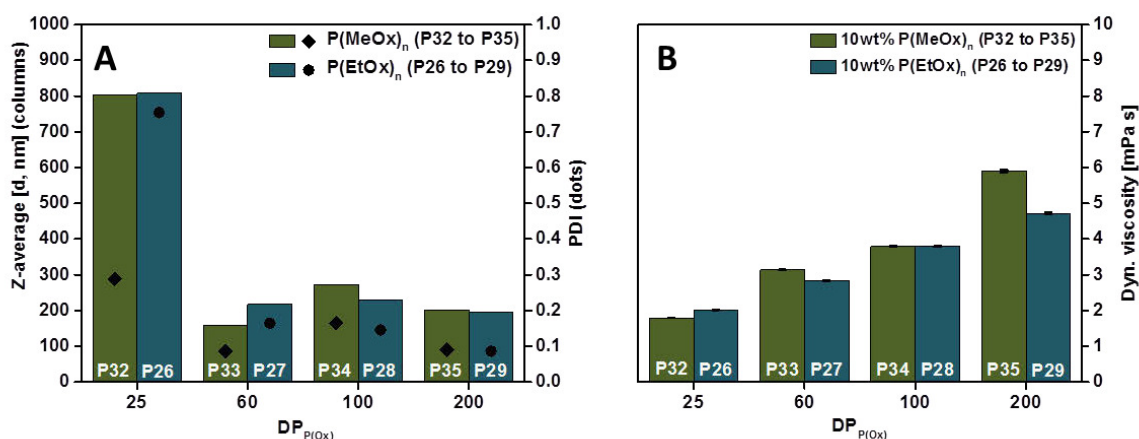 A
P(MeOx)n (P32 to P35)
P(EtOx)n (P26 to P29)
Z-average [d, nm] (columns)
1000
900
800
700
600
500
400
300
200
100
0
1.0
0.9
0.8
0.7
0.6
0.5
0.4
0.3
0.2
0.1
0.0
PDI (dots)
P32 P26 P33 P27 P34 P28 P35 P29
25 60 100 200
DPP(Ox)
B
10wt% P(MeOx)n (P32 to P35)
10wt% P(EtOx)n (P26 to P29)
10
9
8
7
6
5
4
3
2
1
0
Dyn. viscosity [mPa s]
P32 P26 P33 P27 P34 P28 P35 P29
25 60 100 200
DPP(Ox)